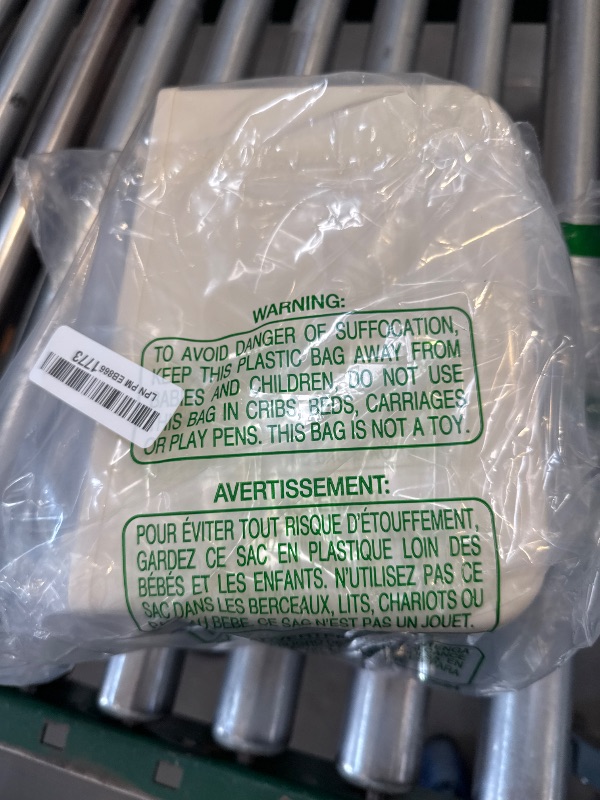 WARNING:
TO AVOID DANGER OF SUFFOCATION,
KEEP THIS PLASTIC BAG AWAY FROM
AND CHILDREN, DO NOT USE
BAG IN CRIBS, BEDS, CARRIAGES
OR PLAY PENS. THIS BAG IS NOT A TOY.
LPN PM EB8661773
AVERTISSEMENT:
POUR ÉVITER TOUT RISQUE D'ÉTOUFFEMENT,
GARDEZ CE SAC EN PLASTIQUE LOIN DES
BÉBÉS ET LES ENFANTS. N'UTILISEZ PAS CE
SAC DANS LES BERCEAUX, LITS, CHARIOTS OU
BEBE. CE SAC N'EST PAS UN JOUET.